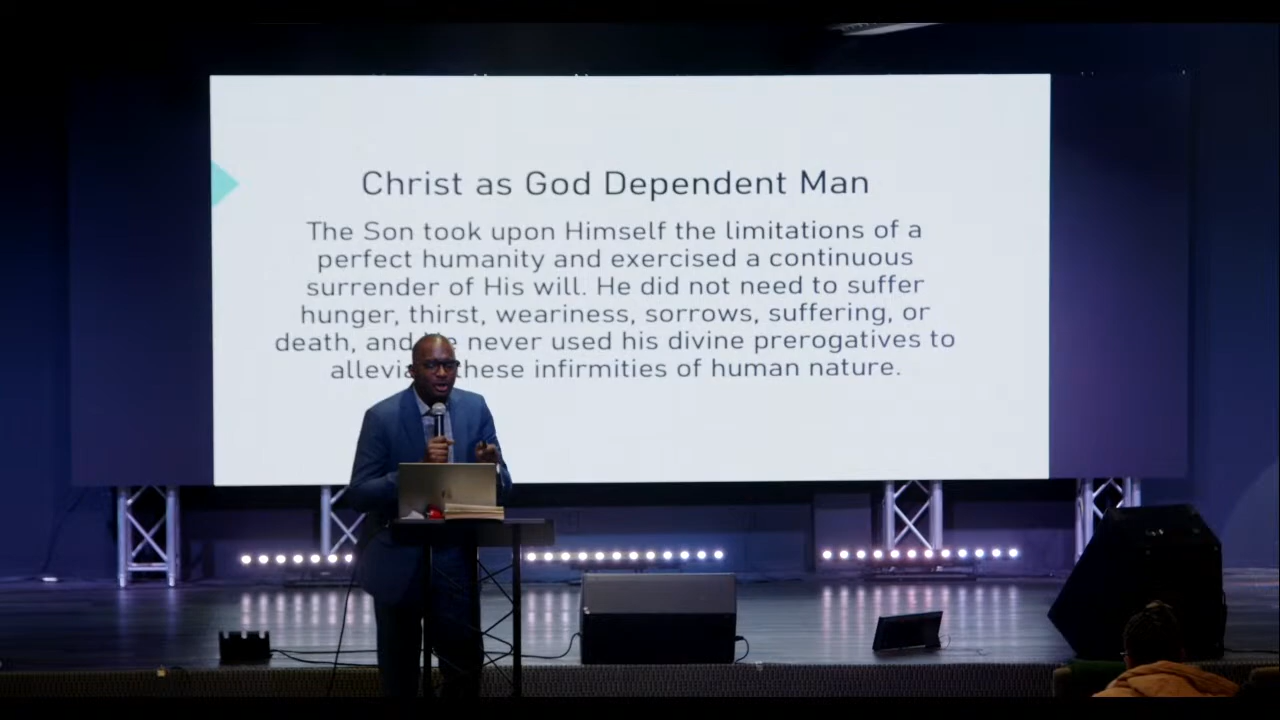 Christ as God Dependent Man
The Son took upon Himself the limitations of a
perfect humanity and exercised a continuous
surrender of His will. He did not need to suffer
hunger, thirst, weariness, sorrows, suffering, or
death, and He never used his divine prerogatives to
these infirmities of human nature.